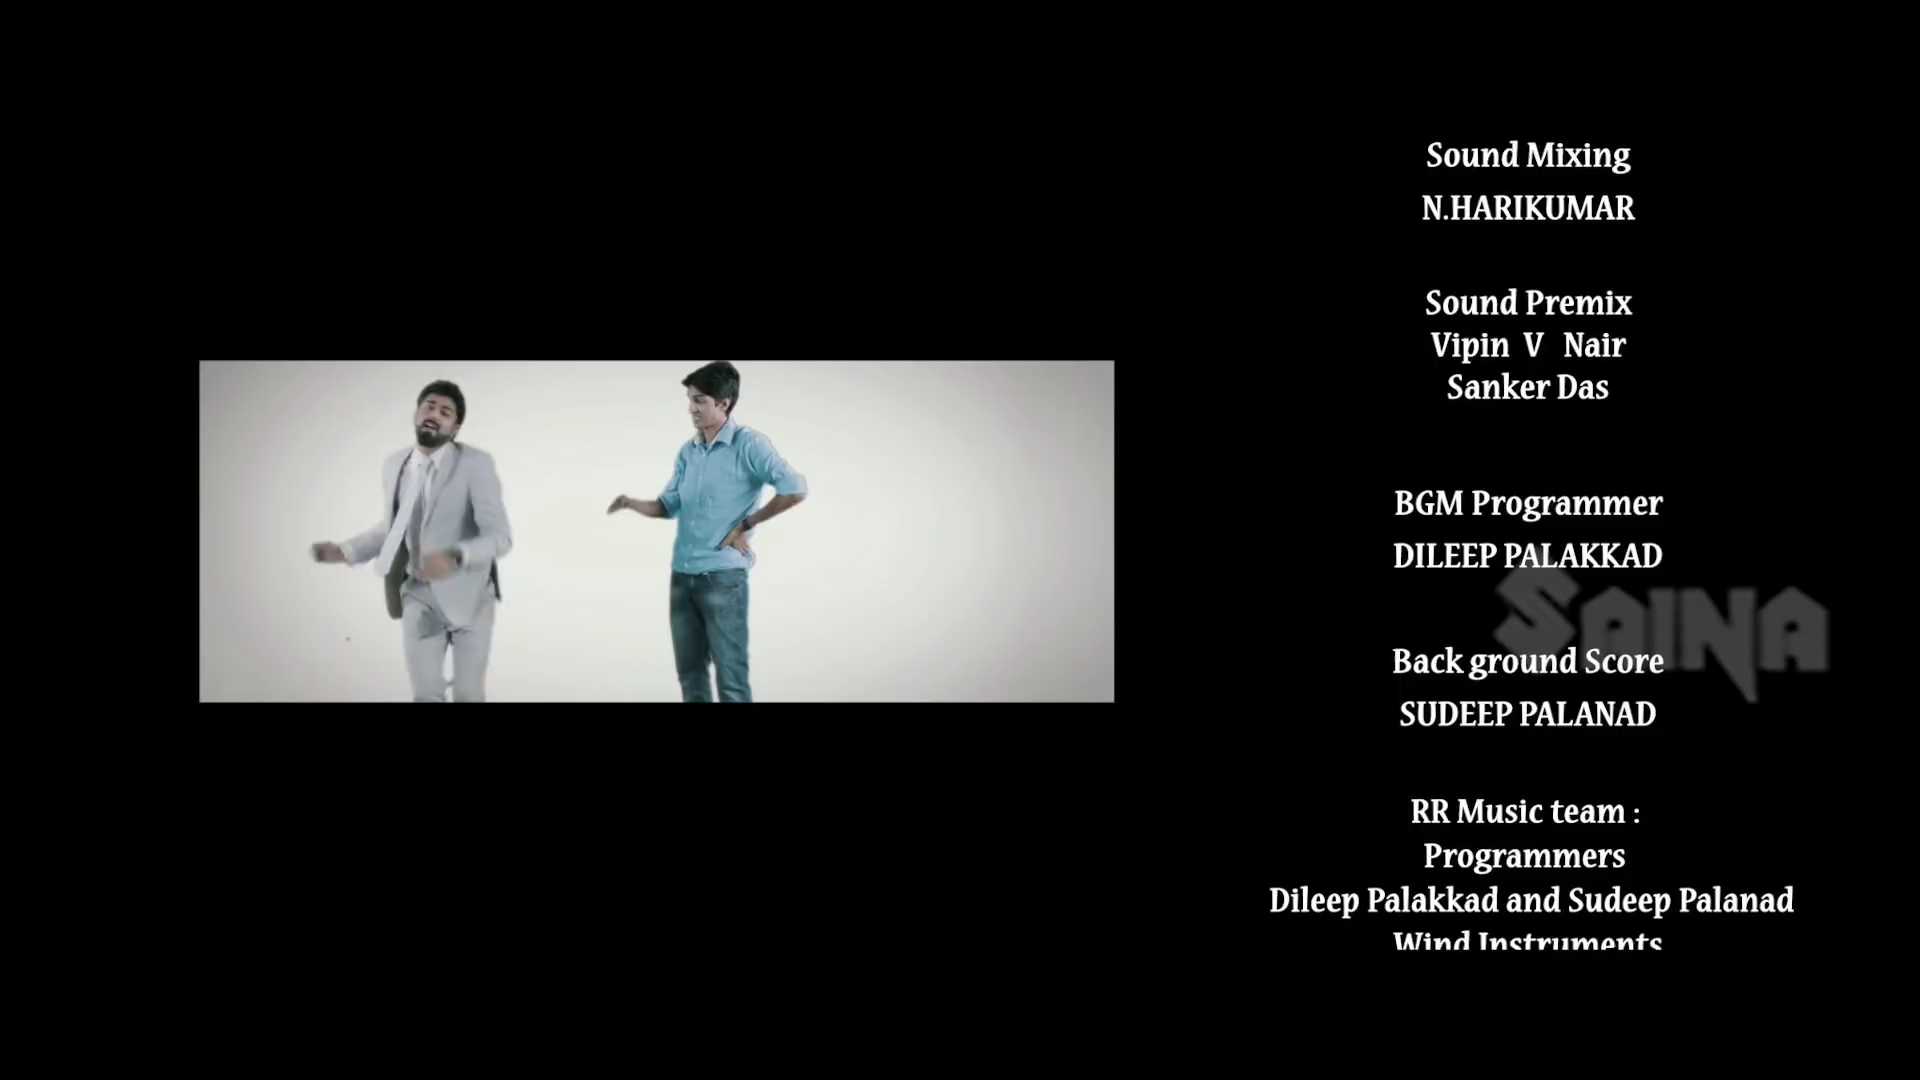 Sound Mixing
N.HARIKUMAR
Sound Premix
Vipin V Nair
Sanker Das
BGM Programmer
DILEEP PALAKKAD
SAINA
Back ground Score
SUDEEP PALANAD
RR Music team :
Programmers
Dileep Palakkad and Sudeep Palanad
Wind Instruments